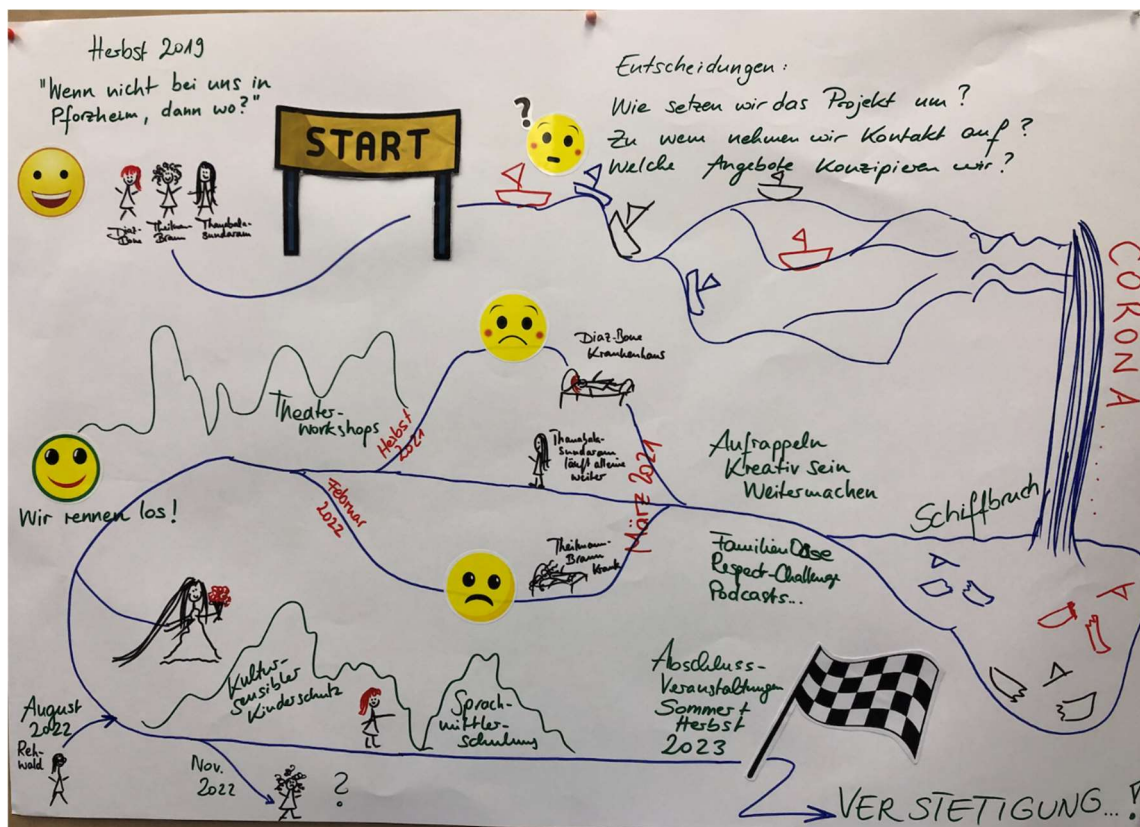 Herbst 2019
"Wenn nicht bei uns in
Pforzheim, dann wo?"
START
?
Entscheidungen:
Wie setzen wir das Projekt um?
Zu wem nehmen wir Kontakt auf?
Welche Angebote konzipieren wir?
Diaz-
Bone
Theilmann-
Braun
Thanabala-
sundaram
CORONA
Diaz-Bone
Krankenhaus
Theater-
workshops
Herbst
2021
Thanabala-
sundaram
läuft alleine
weiter
März 2021
Aufrappeln
Kreativ sein
Weitermachen
Schiffbruch
Wir rennen los!
Februar
2022
Theilmann-
Braun
krank
Familien Oase
Respect-Challenge
Podcasts...
Kultur-
sensibler
Kinderschutz
Sprach-
mittler-
Schulung
Abschluss-
Veranstaltungen
Sommer +
Herbst
2023
August
2022
Reh-
wald
Nov.
2022
?
VERSTETIGUNG...!